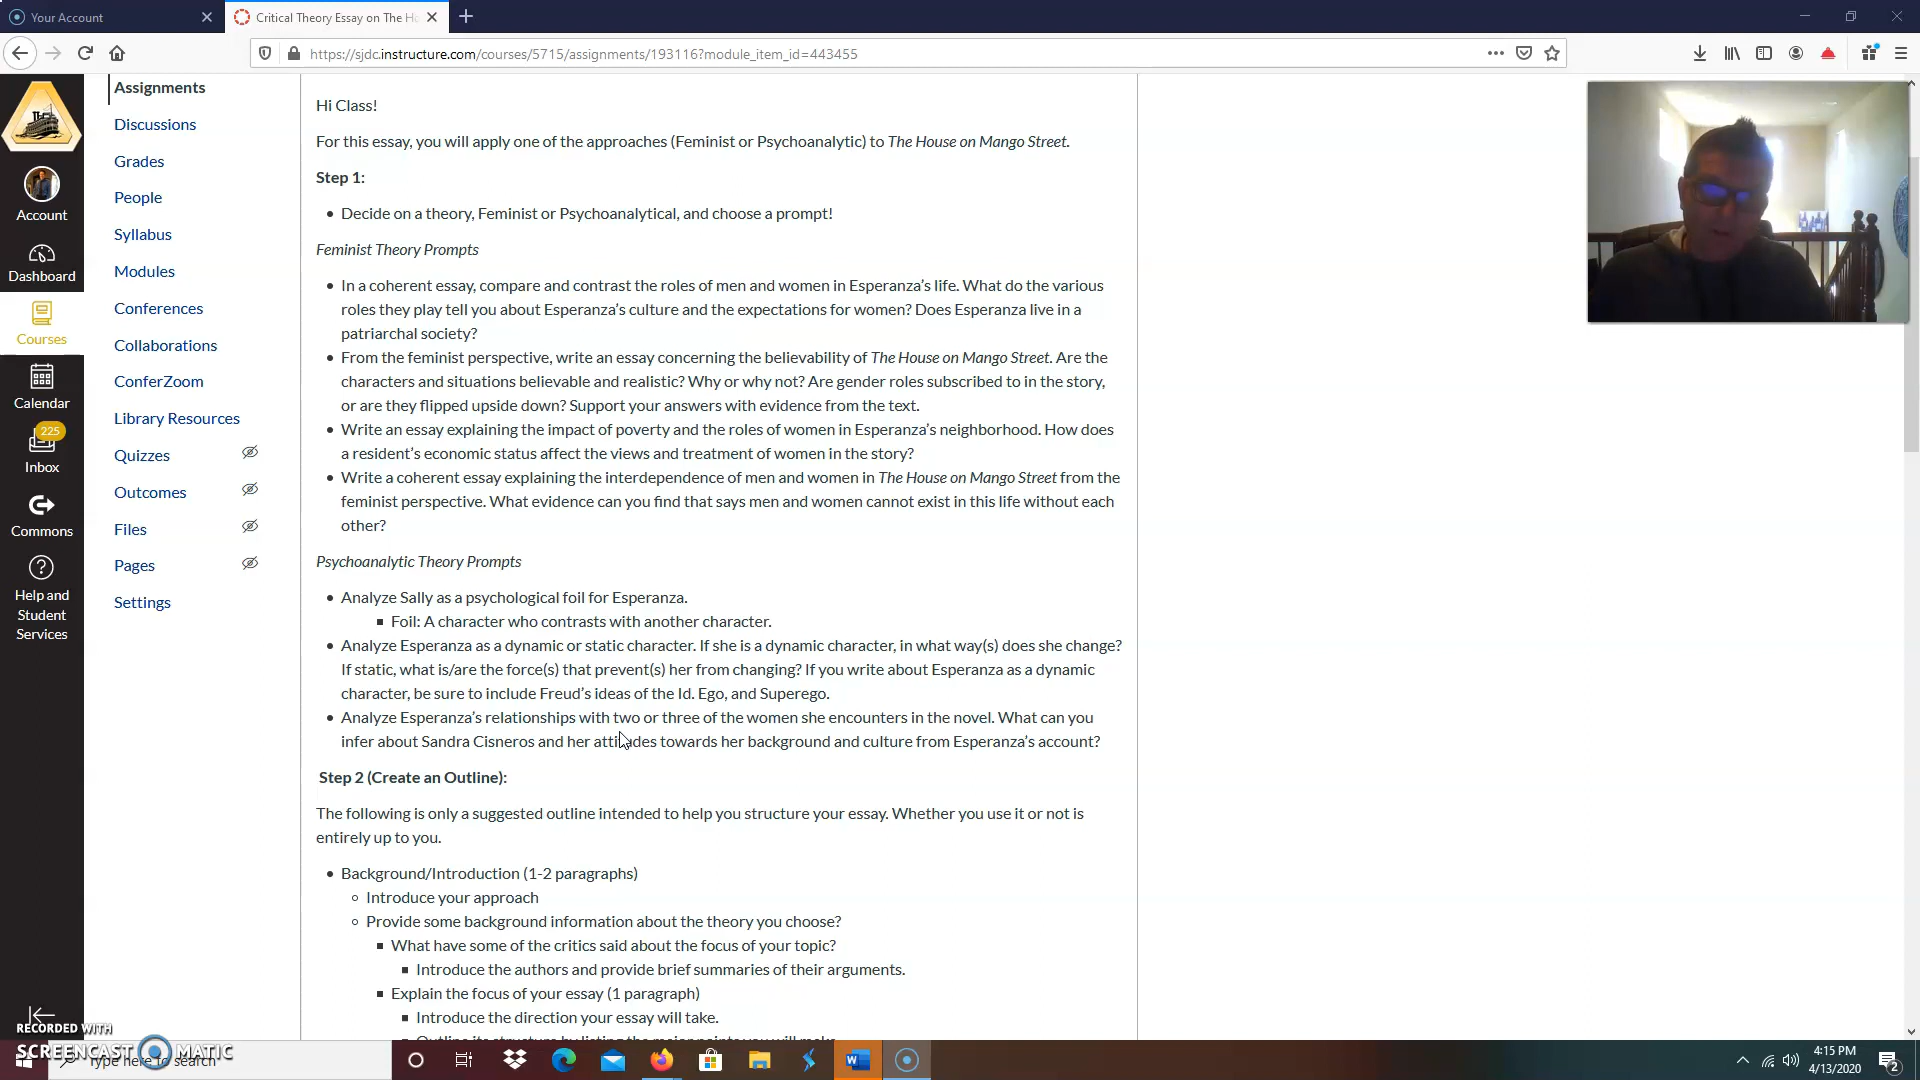 Your Account
Critical Theory Essay on The Ho
https://sjdc.instructure.com/courses/5715/assignments/193116?module_item_id=443455
Account
Dashboard
Courses
Calendar
225
Inbox
Commons
Help and
Student
Services
Assignments
Discussions
Grades
People
Syllabus
Modules
Conferences
Collaborations
ConferZoom
Library Resources
Quizzes
Outcomes
Files
Pages
Settings
Hi Class!
For this essay, you will apply one of the approaches (Feminist or Psychoanalytic) to The House on Mango Street.
Step 1:
Decide on a theory, Feminist or Psychoanalytical, and choose a prompt!
Feminist Theory Prompts
In a coherent essay, compare and contrast the roles of men and women in Esperanza's life. What do the various
roles they play tell you about Esperanza's culture and the expectations for women? Does Esperanza live in a
patriarchal society?
From the feminist perspective, write an essay concerning the believability of The House on Mango Street. Are the
characters and situations believable and realistic? Why or why not? Are gender roles subscribed to in the story,
or are they flipped upside down? Support your answers with evidence from the text.
Write an essay explaining the impact of poverty and the roles of women in Esperanza's neighborhood. How does
a resident's economic status affect the views and treatment of women in the story?
Write a coherent essay explaining the interdependence of men and women in The House on Mango Street from the
feminist perspective. What evidence can you find that says men and women cannot exist in this life without each
other?
Psychoanalytic Theory Prompts
Analyze Sally as a psychological foil for Esperanza.
Foil: A character who contrasts with another character.
Analyze Esperanza as a dynamic or static character. If she is a dynamic character, in what way(s) does she change?
If static, what is/are the force(s) that prevent(s) her from changing? If you write about Esperanza as a dynamic
character, be sure to include Freud's ideas of the Id. Ego, and Superego.
Analyze Esperanza's relationships with two or three of the women she encounters in the novel. What can you
infer about Sandra Cisneros and her attitudes towards her background and culture from Esperanza's account?
Step 2 (Create an Outline):
The following is only a suggested outline intended to help you structure your essay. Whether you use it or not is
entirely up to you.
Background/Introduction (1-2 paragraphs)
Introduce your approach
Provide some background information about the theory you choose?
What have some of the critics said about the focus of your topic?
Introduce the authors and provide brief summaries of their arguments.
Explain the focus of your essay (1 paragraph)
Introduce the direction your essay will take.
Outline its structure by listing the major points you will make.
RECORDED WITH
SCREENCAST MATIC
Type here to search
4:15 PM
4/13/2020
2